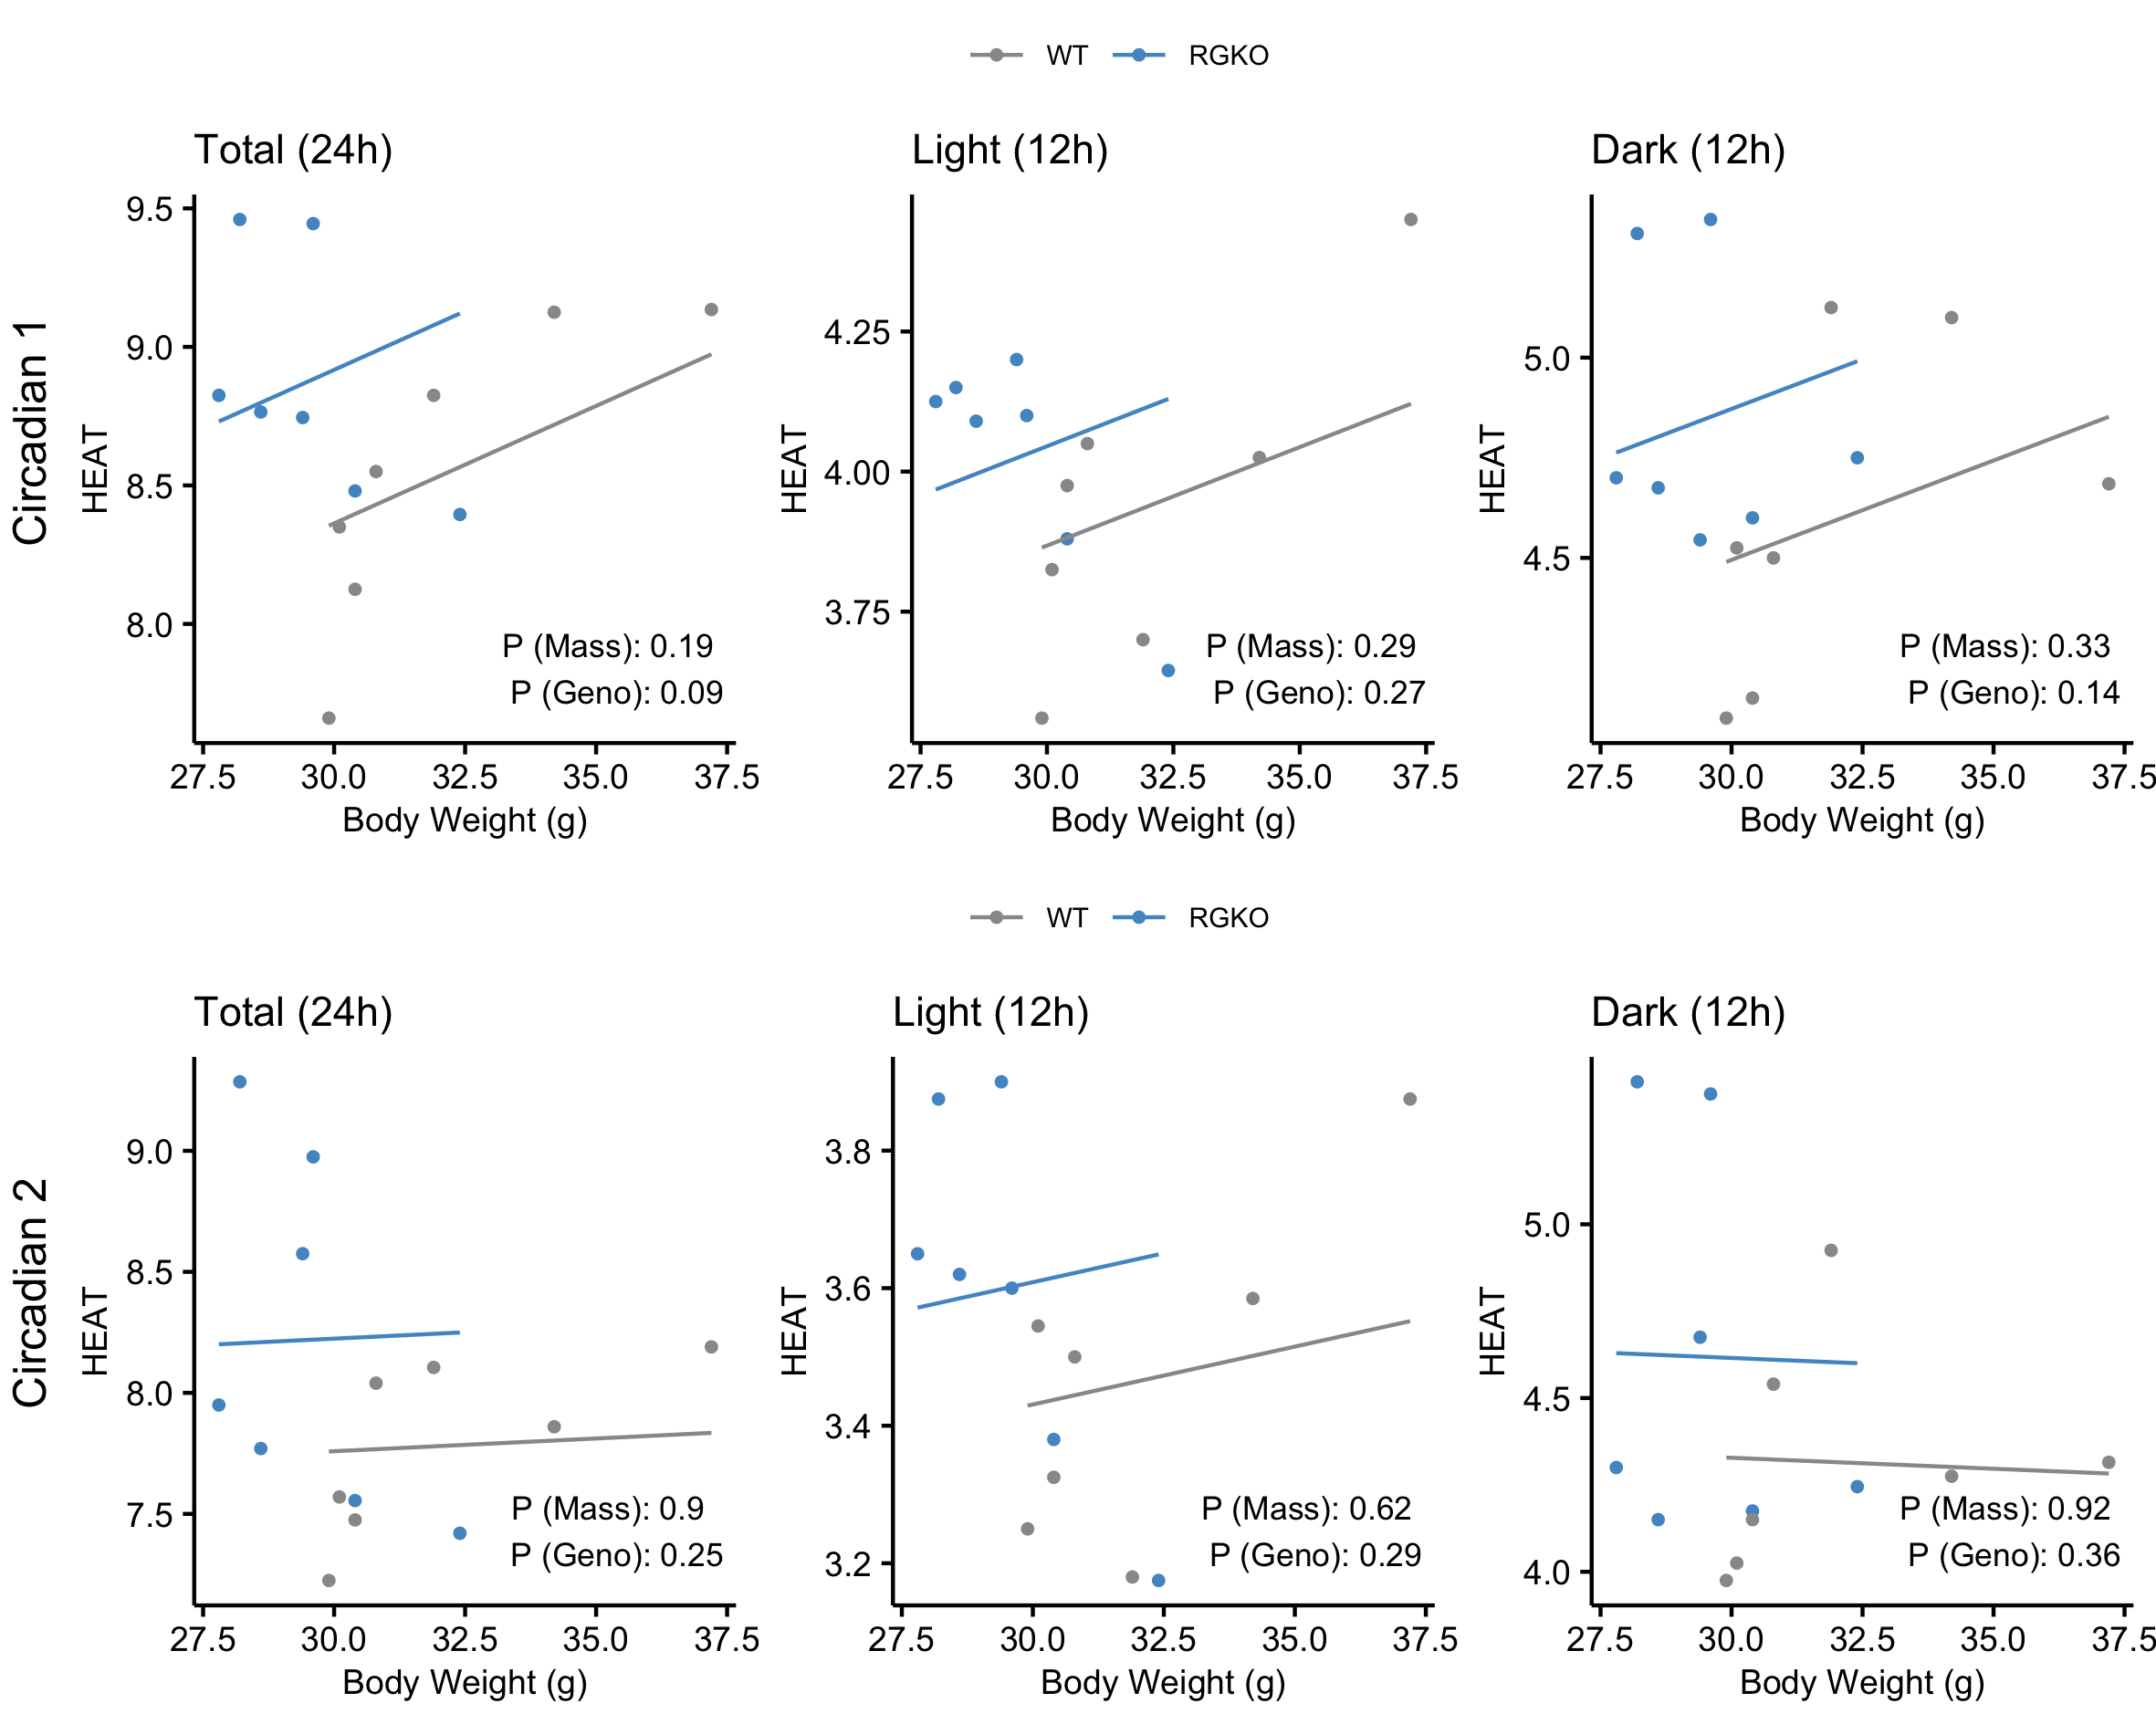 WT RGKO
Total (24h) Light (12h) Dark (12h)
Circadian 1
HEAT
9.5
9.0
8.5
8.0
P (Mass): 0.19
P (Geno): 0.09
27.5 30.0 32.5 35.0 37.5
Body Weight (g)
HEAT
4.25
4.00
3.75
P (Mass): 0.29
P (Geno): 0.27
27.5 30.0 32.5 35.0 37.5
Body Weight (g)
HEAT
5.0
4.5
P (Mass): 0.33
P (Geno): 0.14
27.5 30.0 32.5 35.0 37.5
Body Weight (g)
WT RGKO
Total (24h) Light (12h) Dark (12h)
Circadian 2
HEAT
9.0
8.5
8.0
7.5
P (Mass): 0.9
P (Geno): 0.25
27.5 30.0 32.5 35.0 37.5
Body Weight (g)
HEAT
3.8
3.6
3.4
3.2
P (Mass): 0.62
P (Geno): 0.29
27.5 30.0 32.5 35.0 37.5
Body Weight (g)
HEAT
5.0
4.5
4.0
P (Mass): 0.92
P (Geno): 0.36
27.5 30.0 32.5 35.0 37.5
Body Weight (g)